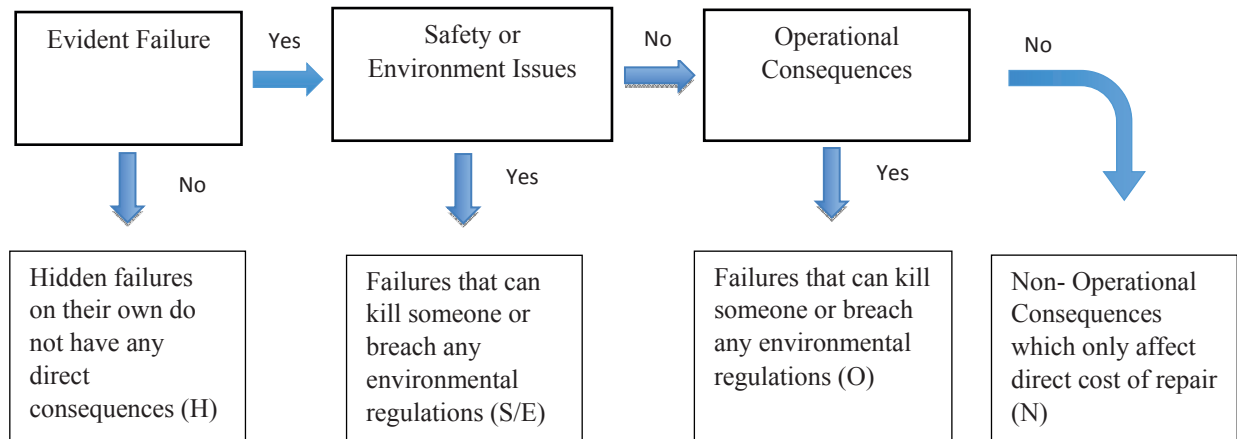 Evident Failure
Yes
Safety or
Environment Issues
No
Operational
Consequences
No
No
Yes
Yes
Hidden failures
on their own do
not have any
direct
consequences (H)
Failures that can
kill someone or
breach any
environmental
regulations (S/E)
Failures that can kill
someone or breach
any environmental
regulations (O)
Non- Operational
Consequences
which only affect
direct cost of repair
(N)